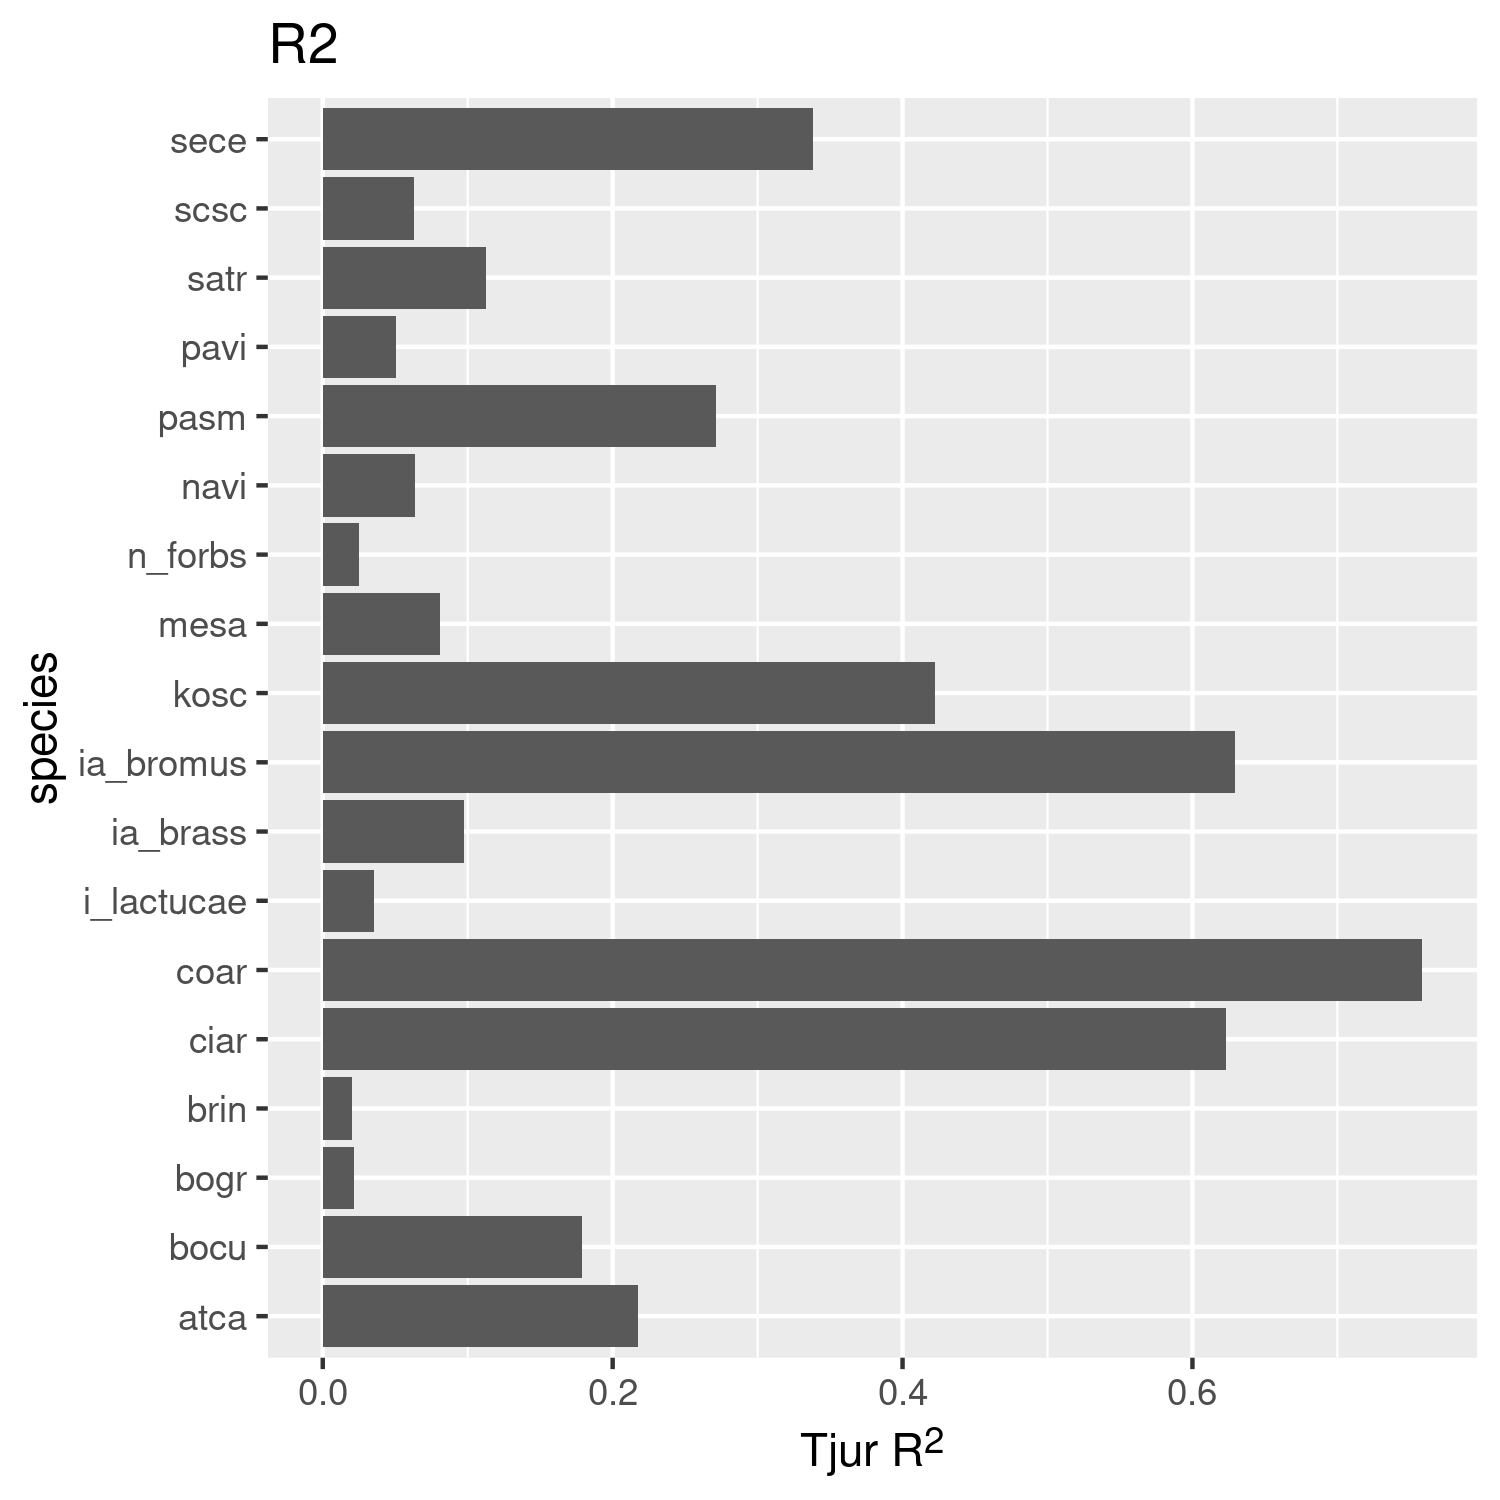 R2
sece
scsc
satr
pavi
pasm
navi
n_forbs
mesa
kosc
ia_bromus
ia_brass
i_lactucae
coar
ciar
brin
bogr
bocu
atca
species
0.0 0.2 0.4 0.6
Tjur R²